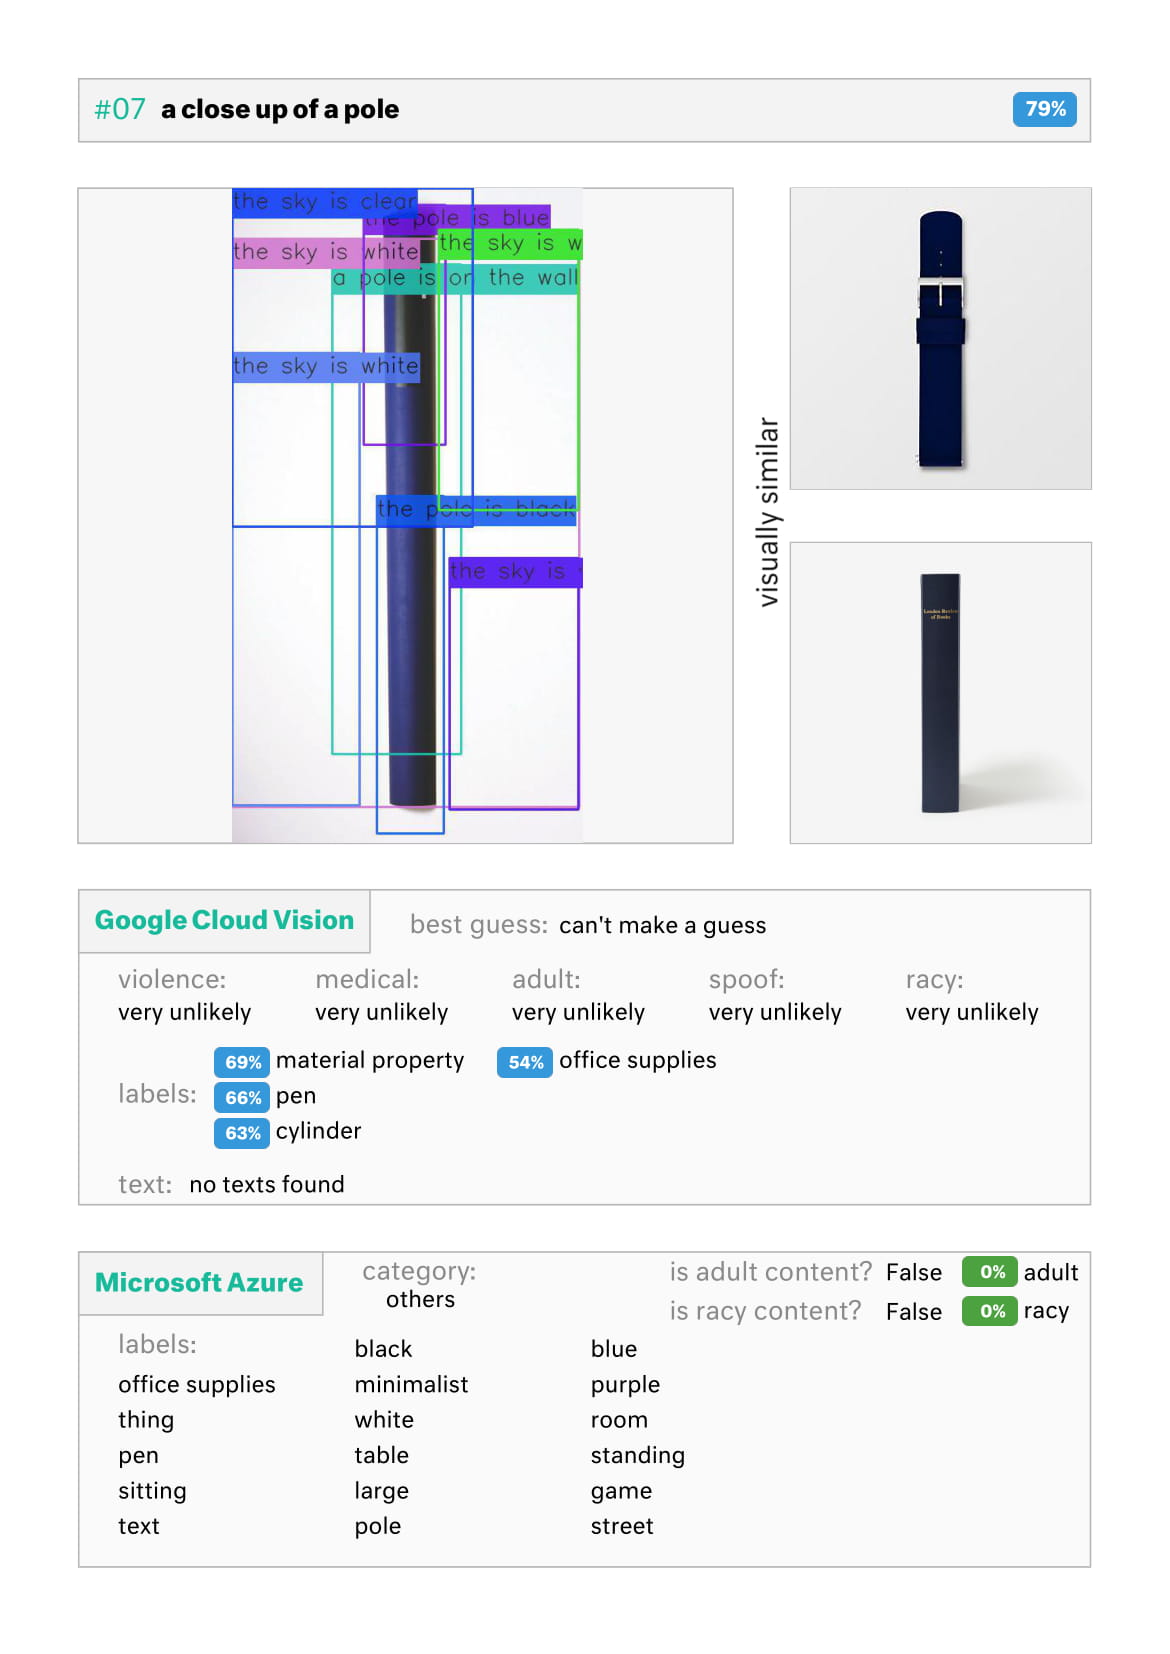 #07 a close up of a pole 79%
the sky is clear
the pole is blue
the sky is w
the sky is white
a pole is on the wall
the sky is white
the pole is black
the sky is
visually similar
London Review
of Books
Google Cloud Vision
best guess: can't make a guess
violence: medical: adult: spoof: racy:
very unlikely very unlikely very unlikely very unlikely very unlikely
labels:
69% material property 54% office supplies
66% pen
63% cylinder
text: no texts found
Microsoft Azure
category:
others
is adult content? False 0% adult
is racy content? False 0% racy
labels: black blue
office supplies minimalist purple
thing white room
pen table standing
sitting large game
text pole street